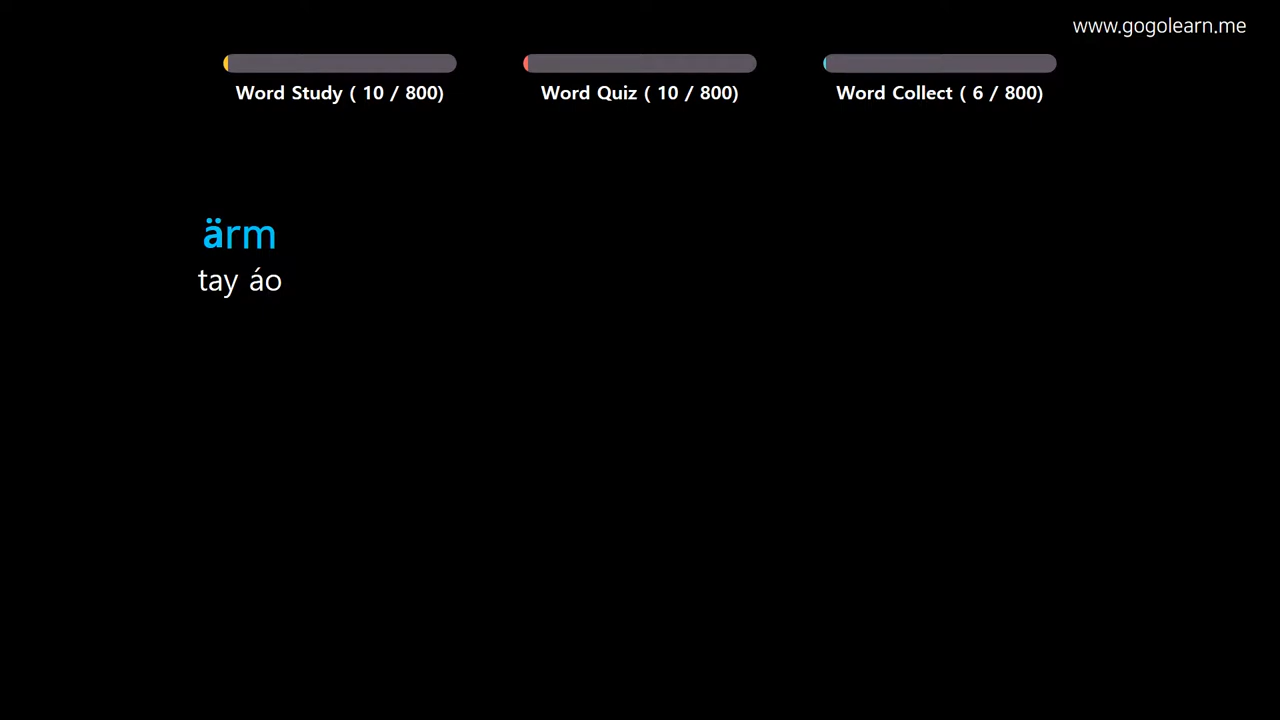 www.gogolearn.me
Word Study ( 10 / 800)
Word Quiz ( 10 / 800)
Word Collect ( 6 / 800)
ärm
tay áo